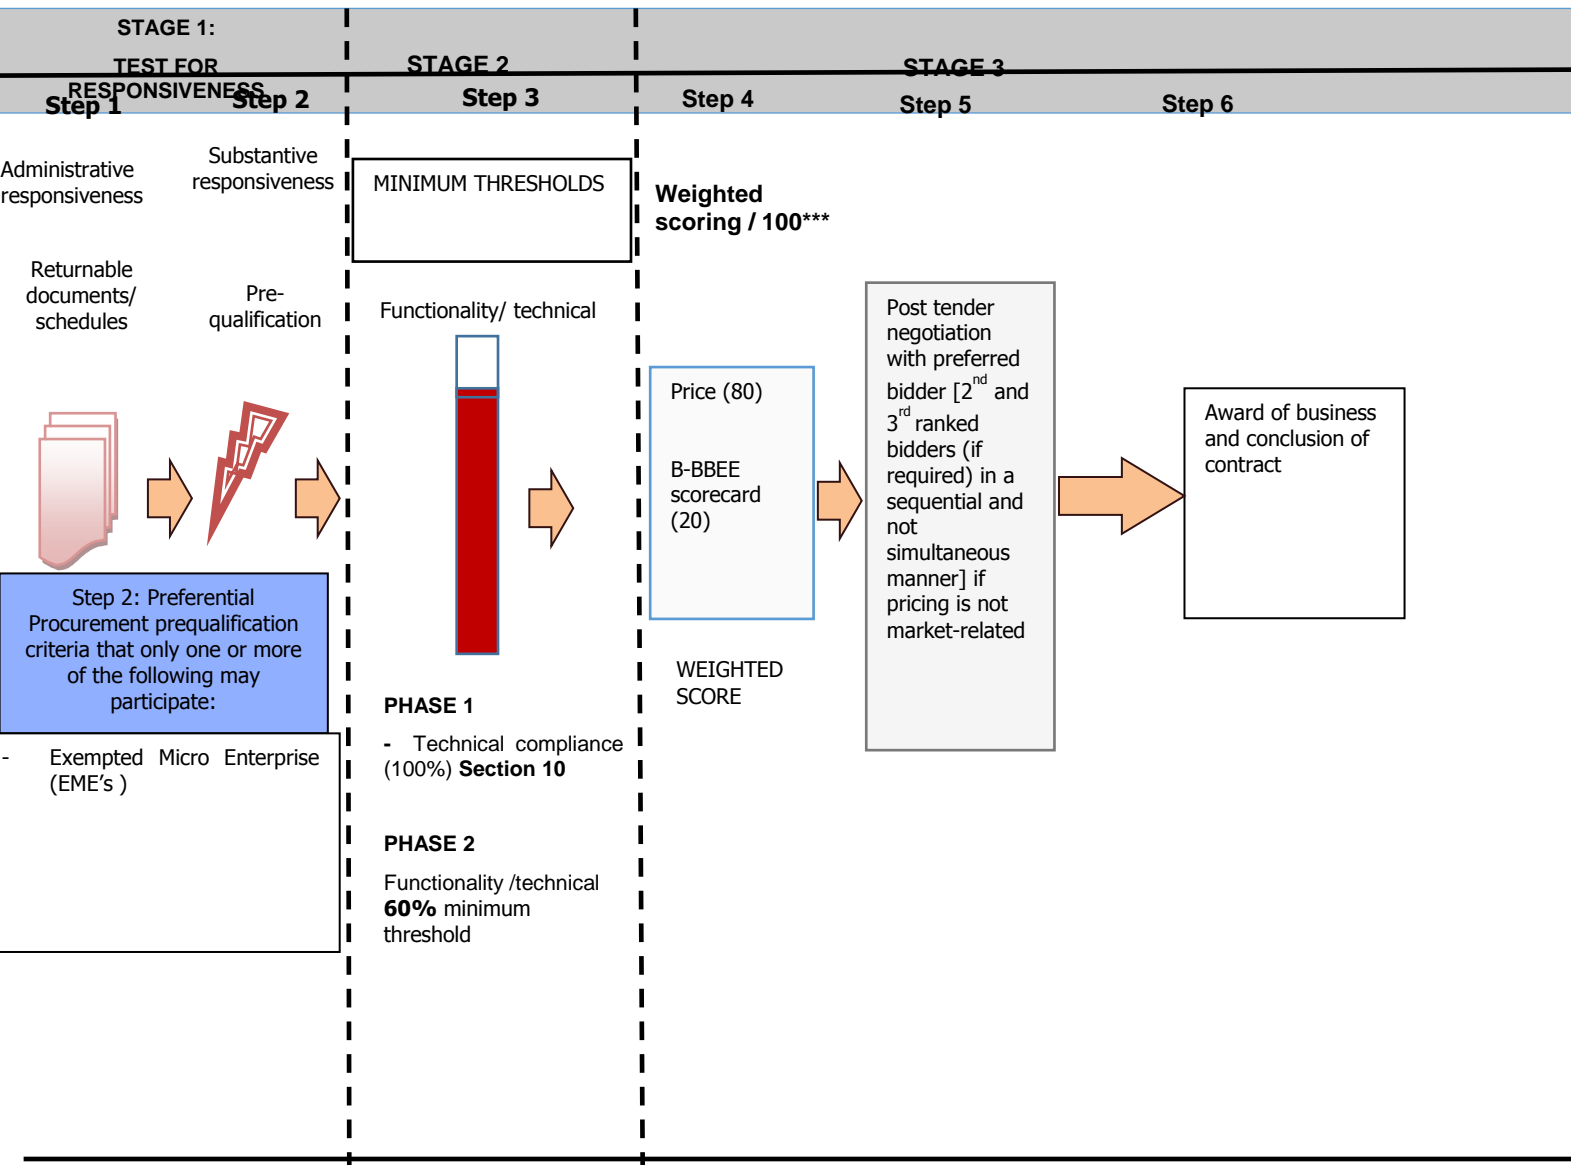 STAGE 1:
TEST FOR
RESPONSIVENESS
STAGE 2
STAGE 3
Step 1
Step 2
Step 3
Step 4
Step 5
Step 6
Administrative
responsiveness
Substantive
responsiveness
MINIMUM THRESHOLDS
Weighted
scoring / 100***
Returnable
documents/
schedules
Pre-
qualification
Functionality/ technical
Price (80)
B-BBEE
scorecard
(20)
Post tender
negotiation
with preferred
bidder [2nd and
3rd ranked
bidders (if
required) in a
sequential and
not
simultaneous
manner] if
pricing is not
market-related
Award of business
and conclusion of
contract
Step 2: Preferential
Procurement prequalification
criteria that only one or more
of the following may
participate:
- Exempted Micro Enterprise
(EME's )
PHASE 1
- Technical compliance
(100%) Section 10
PHASE 2
Functionality /technical
60% minimum
threshold
WEIGHTED
SCORE